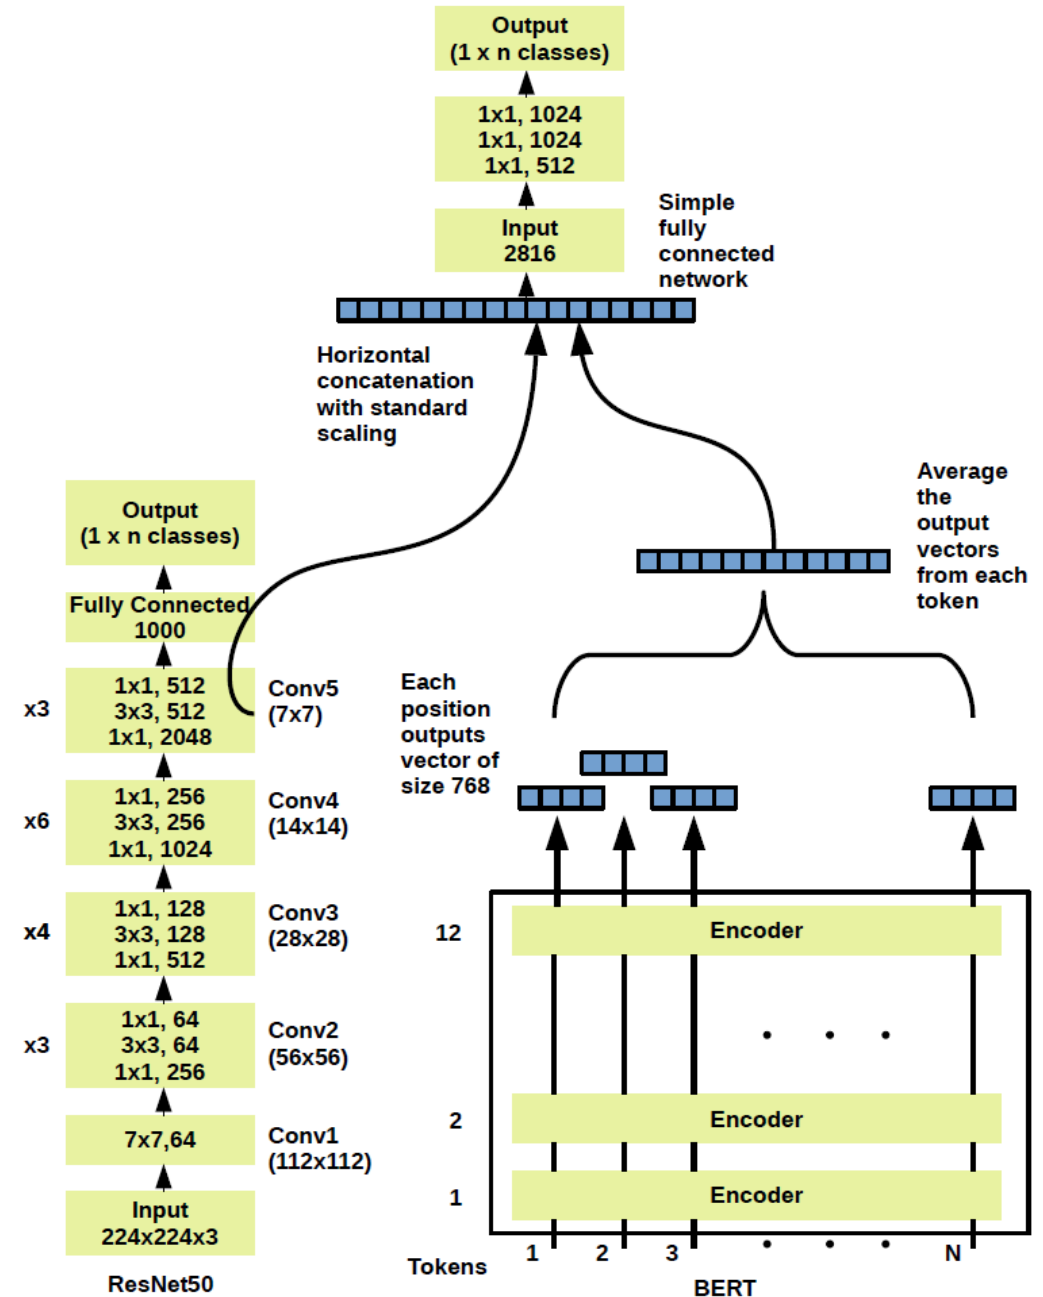 Output
(1 x n classes)
1x1, 1024
1x1, 1024
1x1, 512
Input
2816
Simple
fully
connected
network
Horizontal
concatenation
with standard
scaling
Output
(1 x n classes)
Fully Connected
1000
x3
1x1, 512
3x3, 512
1x1, 2048
Conv5
(7x7)
x6
1x1, 256
3x3, 256
1x1, 1024
Conv4
(14x14)
x4
1x1, 128
3x3, 128
1x1, 512
Conv3
(28x28)
x3
1x1, 64
3x3, 64
1x1, 256
Conv2
(56x56)
7x7,64
Conv1
(112x112)
Input
224x224x3
ResNet50
Average
the
output
vectors
from each
token
Each
position
outputs
vector of
size 768
12
Encoder
. . .
2
Encoder
1
Encoder
Tokens
1 2 3 . . . N
BERT